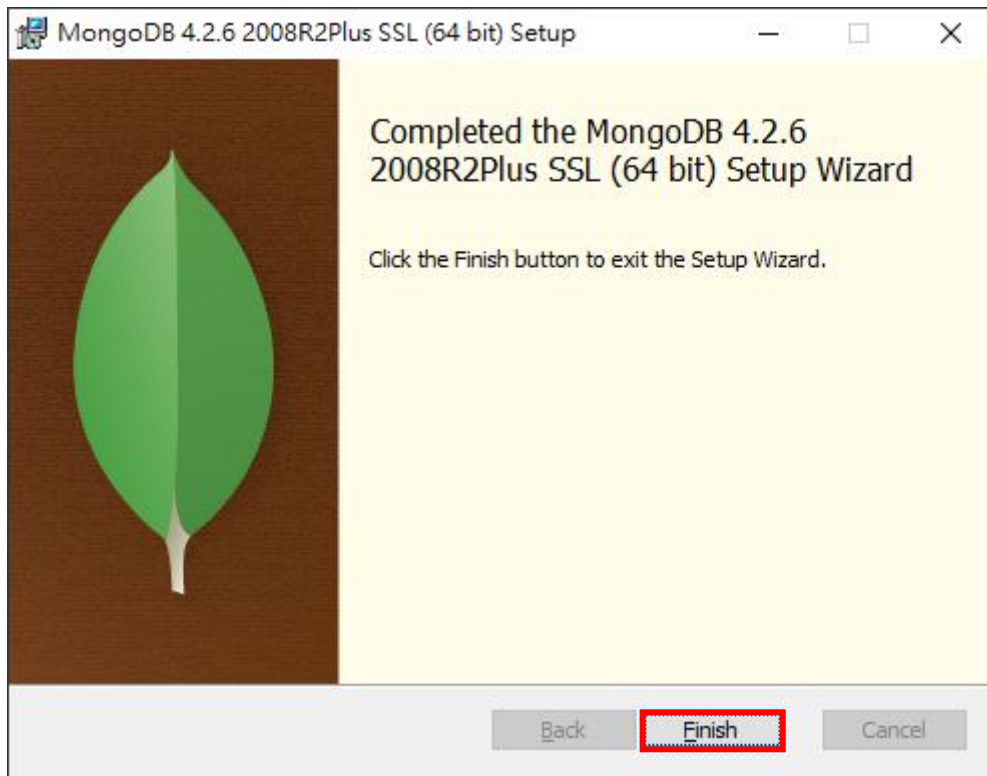 MongoDB 4.2.6 2008R2Plus SSL (64 bit) Setup
Completed the MongoDB 4.2.6
2008R2Plus SSL (64 bit) Setup Wizard
Click the Finish button to exit the Setup Wizard.
Back Finish Cancel